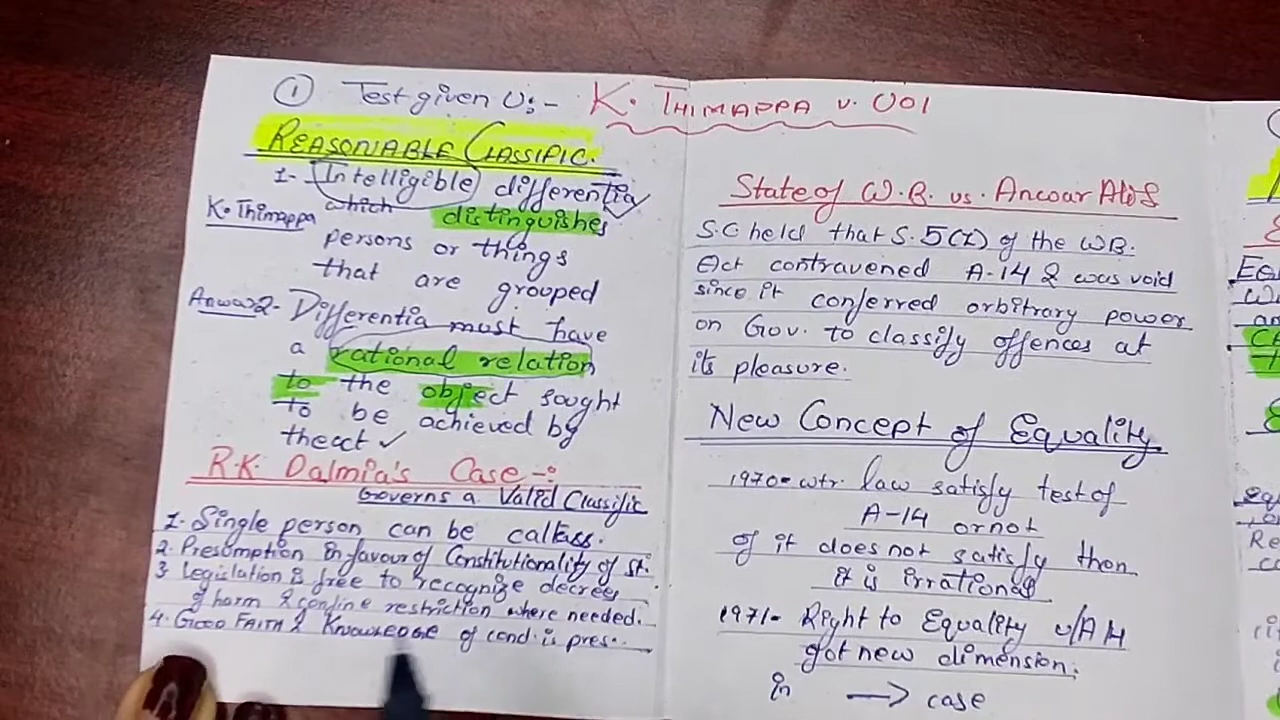 ① Test given U:- K. THIMAPPA v. UOI
REASONABLE CLASSIFIC.
1- Intelligible differentia
K. Thimappa which distinguishes
persons or things
that are grouped
Anwar 2- Differentia must have
a rational relation
to the object sought
to be achieved by
the act ✓
R.K. Dalmia's Case -:
Governs a Valid Classific
1. Single person can be class.
2. Presumption in favour of Constitutionality of st.
3 Legislation is free to recognize decrees
of harm & confine restriction where needed.
4. GOOD FAITH & KNOWLEDGE of cond. is pres.
State of W.B. vs. Anwar Ali S
S.C held that S. 5(1) of the WB.
Act contravened A-14 & was void
since it conferred orbitrary power
on Gov. to classify offences at
its pleasure.
New Concept of Equality
1970- wtr. law satisfy test of
A-14 or not
of it does not satisfy then
it is irrational
1971- Right to Equality u/A 14
got new dimension.
in → case